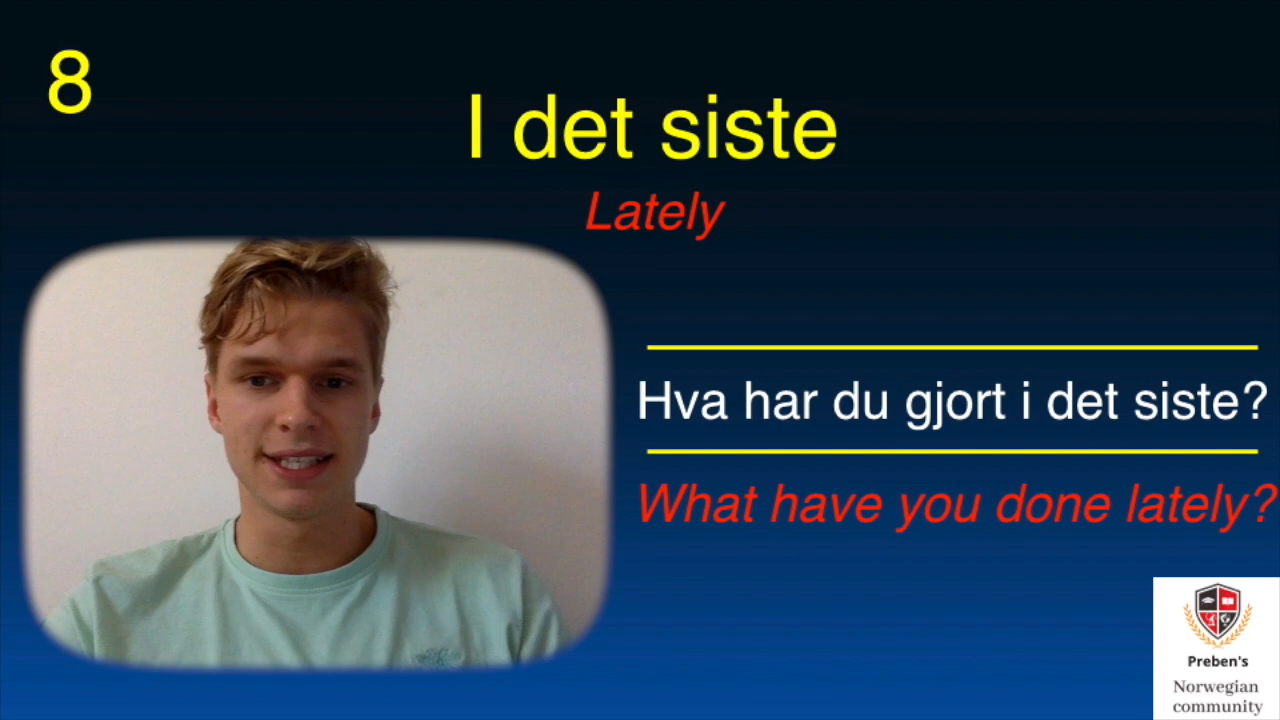 8
I det siste
Lately
Hva har du gjort i det siste?
What have you done lately?
Preben's
Norwegian
community